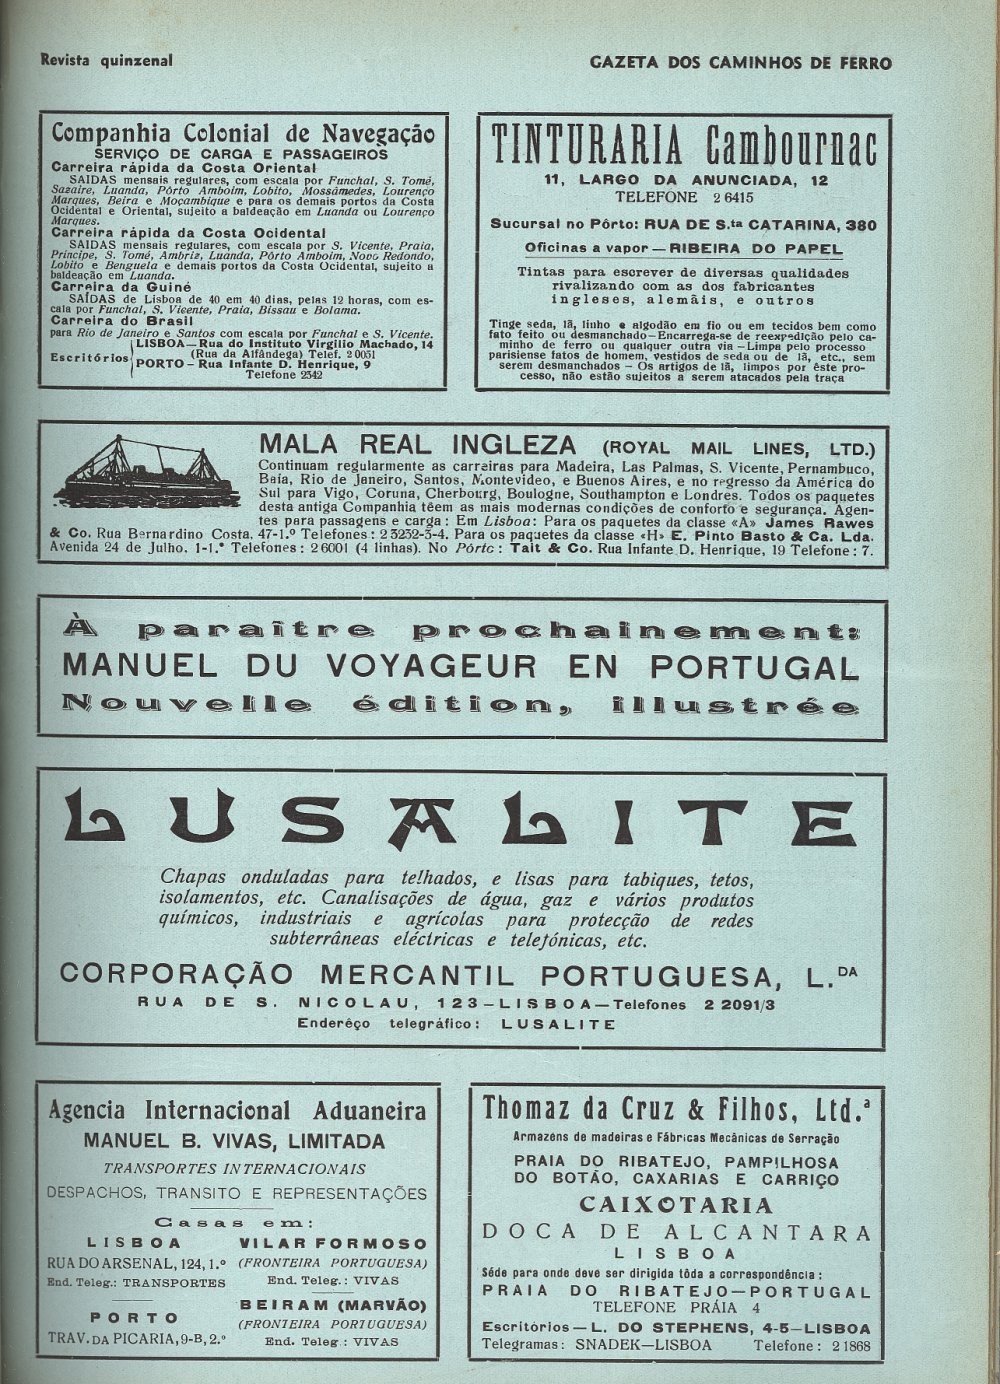 Revista quinzenal
GAZETA DOS CAMINHOS DE FERRO
Companhia Colonial de Navegação
SERVIÇO DE CARGA E PASSAGEIROS
Carreira rápida da Costa Oriental
SAIDAS mensais regulares, com escala por Funchal, S. Tomé,
Sazaire, Luanda, Pôrto Amboim, Lobito, Mossâmedes, Lourenço
Marques, Beira e Moçambique e para os demais portos da Costa
Ocidental e Oriental, sujeito a baldeação em Luanda ou Lourenço
Marques.
Carreira rápida da Costa Ocidental
SAIDAS mensais regulares, com escala por S. Vicente, Praia,
Principe, S. Tomé, Ambriz, Luanda, Pôrto Amboim, Novo Redondo,
Lobito e Benguela e demais portos da Costa Ocidental, sujeito a
baldeação em Luanda.
Carreira da Guiné
SAÍDAS de Lisboa de 40 em 40 dias, pelas 12 horas, com es-
cala por Funchal, S. Vicente, Praia, Bissau e Bolama.
Carreira do Brasil
para Rio de Janeiro e Santos com escala por Funchal e S. Vicente.
Escritórios
LISBOA—Rua do Instituto Virgílio Machado, 14
(Rua da Alfândega) Telef. 2 0051
PORTO - Rua Infante D. Henrique, 9
Telefone 2342
TINTURARIA Cambournac
11, LARGO DA ANUNCIADA, 12
TELEFONE 2 6415
Sucursal no Pôrto: RUA DE S.ta CATARINA, 380
Oficinas a vapor — RIBEIRA DO PAPEL
Tintas para escrever de diversas qualidades
rivalizando com as dos fabricantes
ingleses, alemãis, e outros
Tinge seda, lã, linho e algodão em fio ou em tecidos bem como
fato feito ou desmanchado—Encarrega-se de reexpedição pelo ca-
minho de ferro ou qualquer outra via — Limpa pelo processo
parisiense fatos de homem, vestidos de seda ou de lã, etc., sem
serem desmanchados — Os artigos de lã, limpos por êste pro-
cesso, não estão sujeitos a serem atacados pela traça
MALA REAL INGLEZA (ROYAL MAIL LINES, LTD.)
Continuam regularmente as carreiras para Madeira, Las Palmas, S. Vicente, Pernambuco,
Baía, Rio de Janeiro, Santos, Montevideo, e Buenos Aires, e no regresso da América do
Sul para Vigo, Coruna, Cherbourg, Boulogne, Southampton e Londres. Todos os paquetes
desta antiga Companhia têem as mais modernas condições de conforto e segurança. Agen-
tes para passagens e carga: Em Lisboa: Para os paquetes da classe «A» James Rawes
& Co. Rua Bernardino Costa, 47-1.º Telefones: 2 3232-3-4. Para os paquetes da classe «H» E. Pinto Basto & Ca. Lda.
Avenida 24 de Julho. 1-1.º Telefones: 2 6001 (4 linhas). No Pôrto: Tait & Co. Rua Infante D. Henrique, 19 Telefone: 7.
À paraître prochainement:
MANUEL DU VOYAGEUR EN PORTUGAL
Nouvelle édition, illustrée
LUSALITE
Chapas onduladas para telhados, e lisas para tabiques, tetos,
isolamentos, etc. Canalisações de água, gaz e vários produtos
químicos, industriais e agrícolas para protecção de redes
subterrâneas eléctricas e telefónicas, etc.
CORPORAÇÃO MERCANTIL PORTUGUESA, L.DA
RUA DE S. NICOLAU, 123—LISBOA—Telefones 2 2091/3
Enderêço telegráfico: LUSALITE
Agencia Internacional Aduaneira
MANUEL B. VIVAS, LIMITADA
TRANSPORTES INTERNACIONAIS
DESPACHOS, TRANSITO E REPRESENTAÇÕES
Casas em:
LISBOA
RUA DO ARSENAL, 124, 1.º
End. Teleg.: TRANSPORTES
PORTO
TRAV. DA PICARIA, 9-B, 2.º
VILAR FORMOSO
(FRONTEIRA PORTUGUESA)
End. Teleg.: VIVAS
BEIRAM (MARVÃO)
(FRONTEIRA PORTUGUESA)
End. Teleg: VIVAS
Thomaz da Cruz & Filhos, Ltd.ª
Armazens de madeiras e Fábricas Mecânicas de Serração
PRAIA DO RIBATEJO, PAMPILHOSA
DO BOTÃO, CAXARIAS E CARRIÇO
CAIXOTARIA
DOCA DE ALCANTARA
LISBOA
Séde para onde deve ser dirigida tôda a correspondência:
PRAIA DO RIBATEJO—PORTUGAL
TELEFONE PRÁIA 4
Escritórios — L. DO STEPHENS, 4-5—LISBOA
Telegramas: SNADEK—LISBOA Telefone: 2 1868